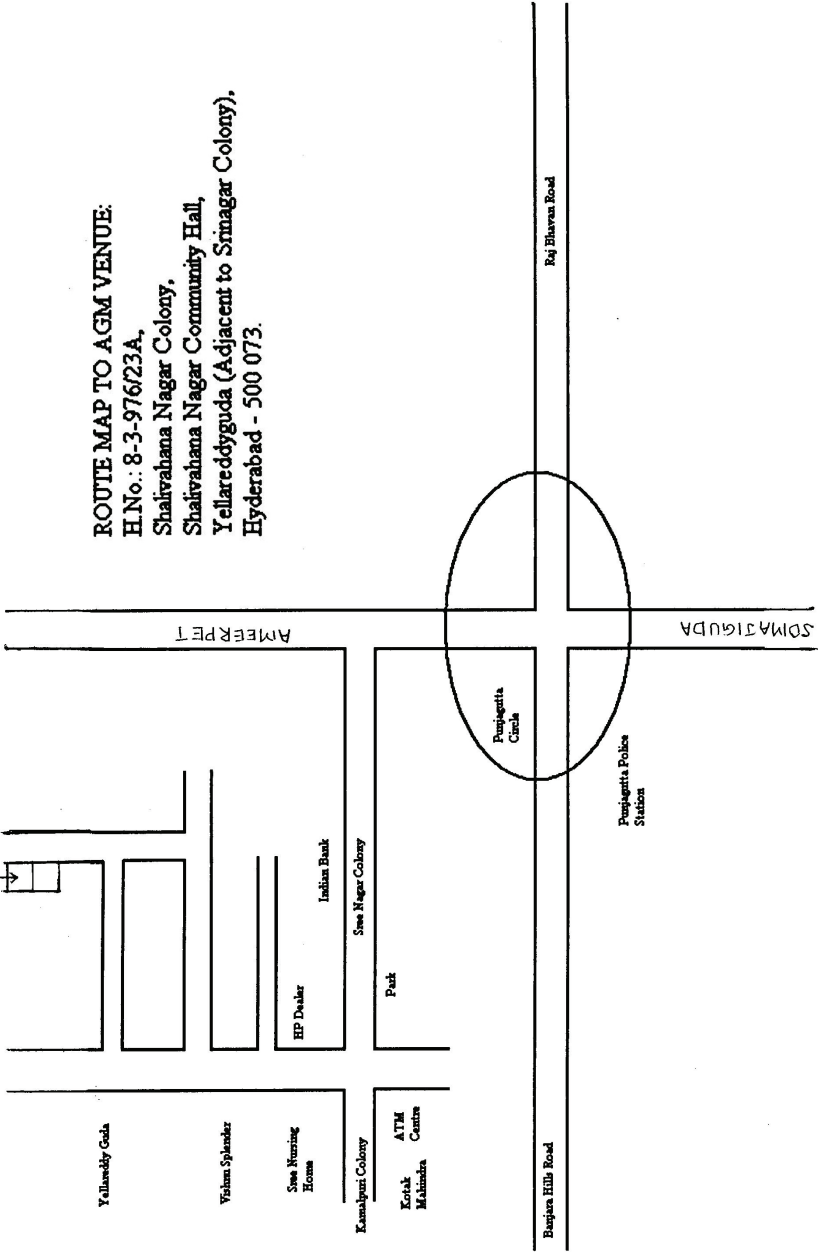 ROUTE MAP TO AGM VENUE:
H.No.: 8-3-976/23A,
Shalivahana Nagar Colony,
Shalivahana Nagar Community Hall,
Yellareddyguda (Adjacent to Srinagar Colony),
Hyderabad - 500 073.
Yellareddy Guda
Vishnu Splender
Sree Nursing
Home
Kamalpuri Colony
Kotak
Mahindra
ATM
Centre
HP Dealer
Indian Bank
Sree Nagar Colony
Park
AMEERPET
Punjagutta
Circle
Banjara Hills Road
Raj Bhavan Road
Punjagutta Police
Station
SOMAJIGUDA